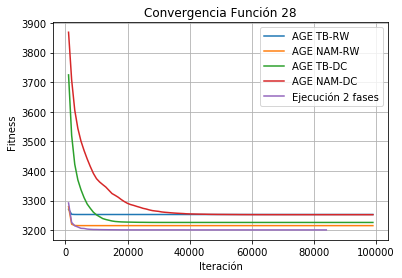 Convergencia Función 28
3900
3800
3700
3600
3500
3400
3300
3200
Fitness
AGE TB-RW
AGE NAM-RW
AGE TB-DC
AGE NAM-DC
Ejecución 2 fases
0 20000 40000 60000 80000 100000
Iteración